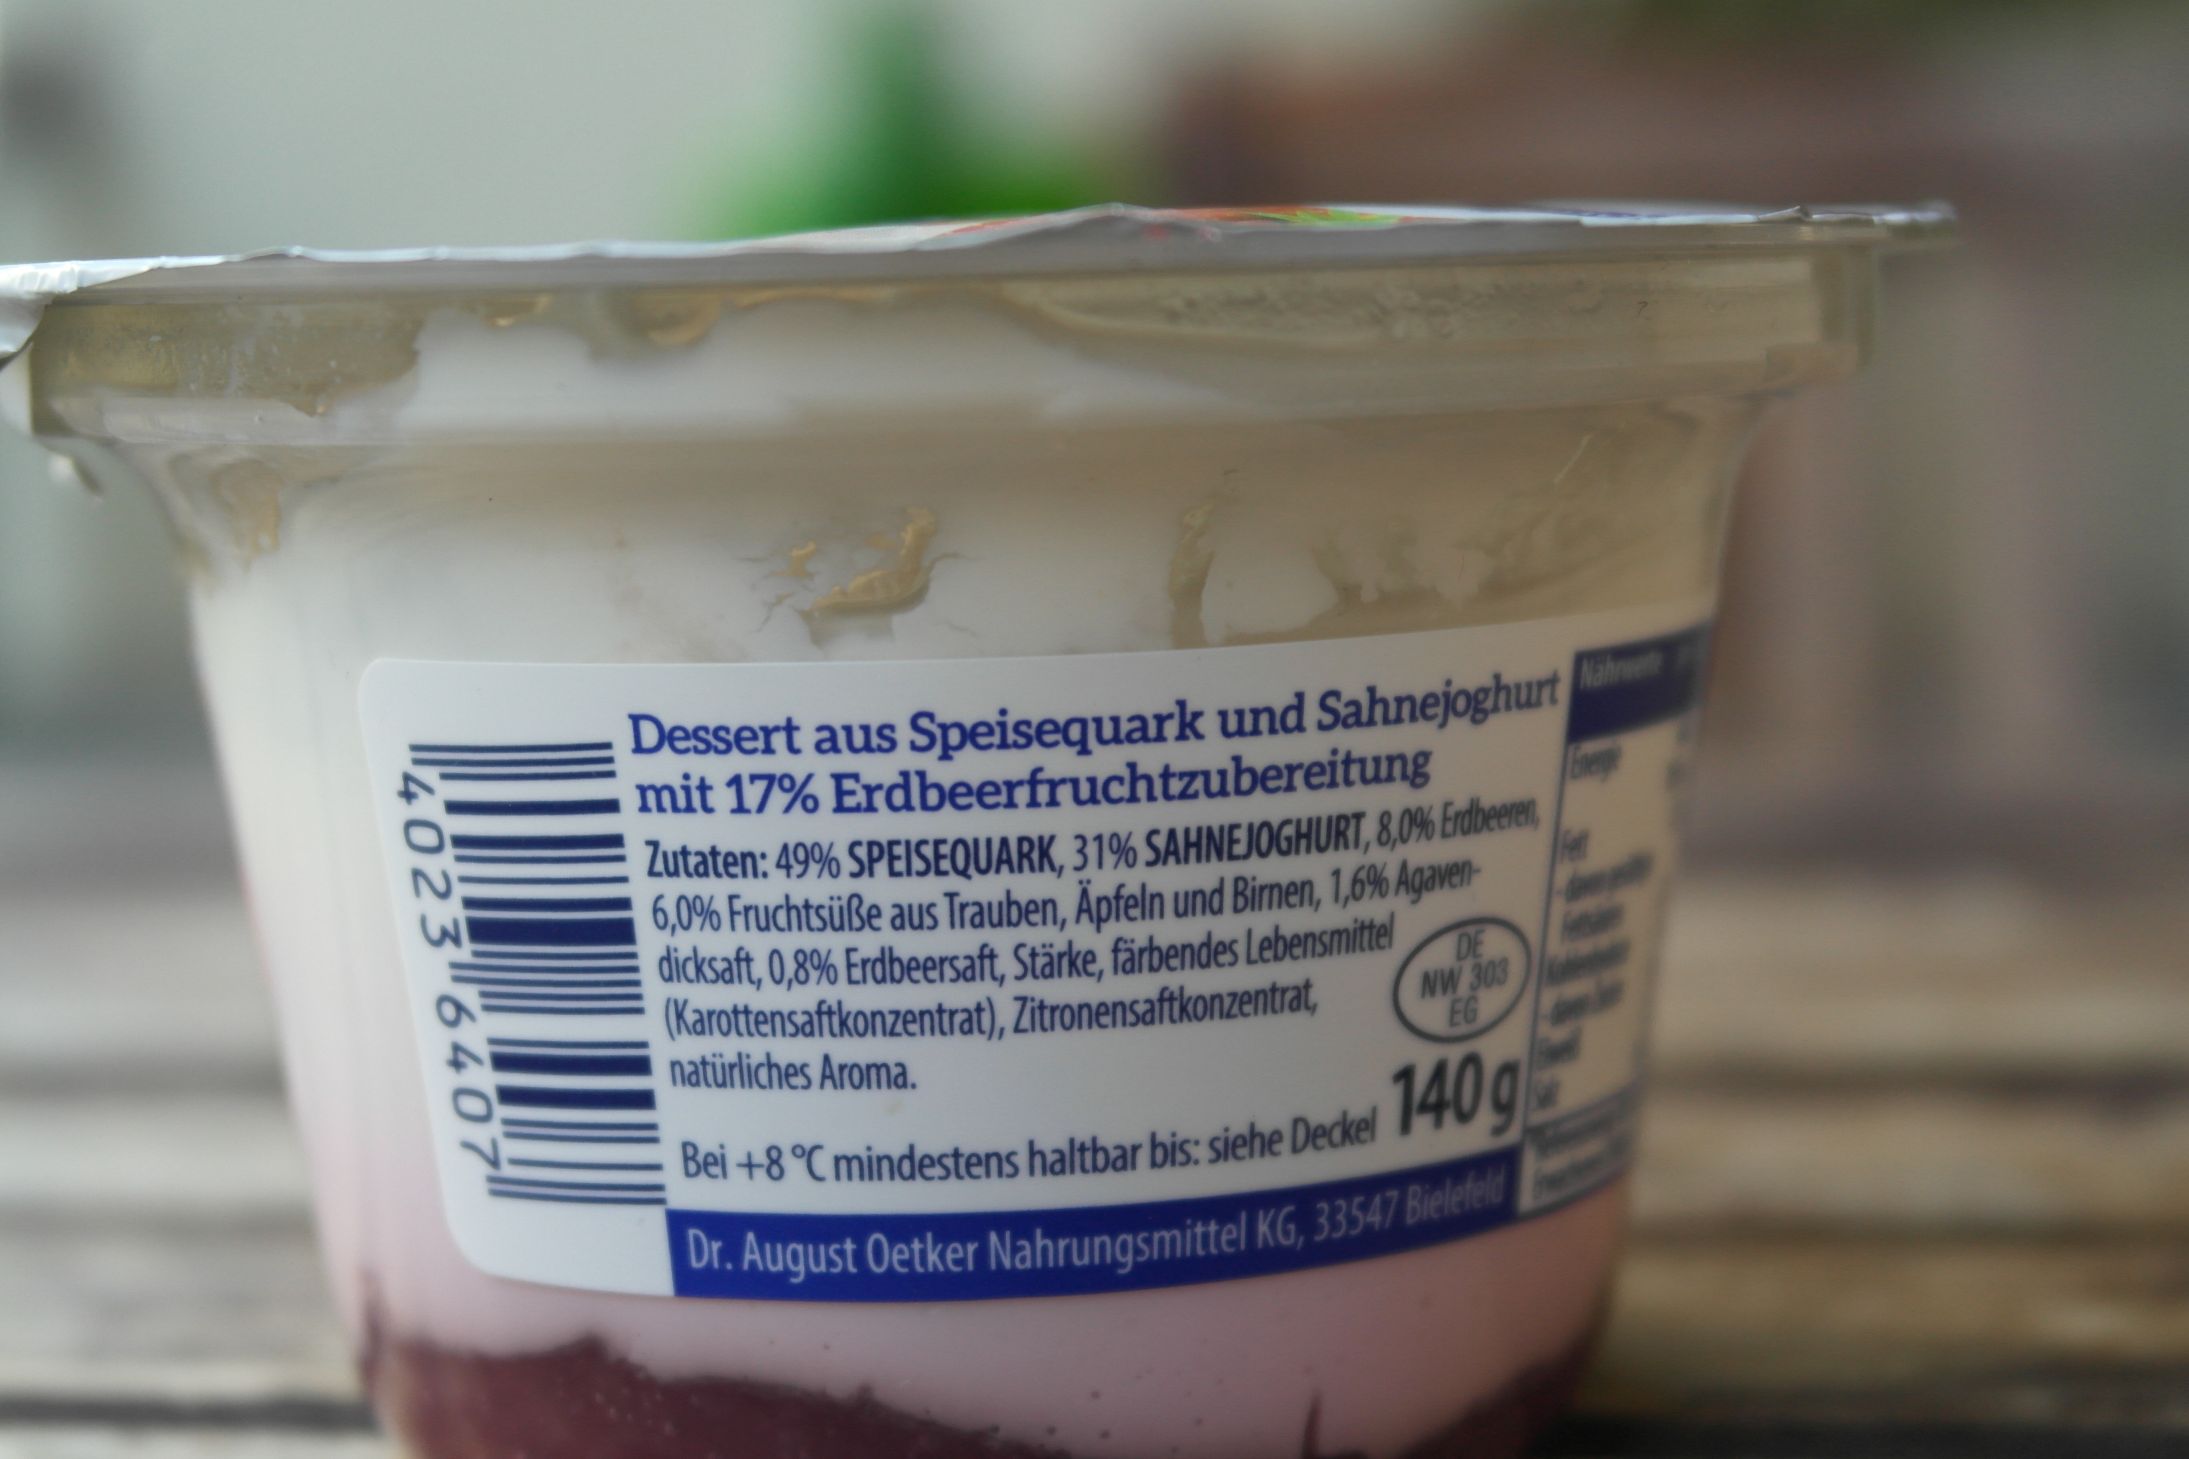 Dessert aus Speisequark und Sahnejoghurt
mit 17% Erdbeerfruchtzubereitung
Zutaten: 49% SPEISEQUARK, 31% SAHNEJOGHURT, 8,0% Erdbeeren,
6,0% Fruchtsüße aus Trauben, Äpfeln und Birnen, 1,6% Agaven-
dicksaft, 0,8% Erdbeersaft, Stärke, färbendes Lebensmittel
(Karottensaftkonzentrat), Zitronensaftkonzentrat,
natürliches Aroma.
DE
NW 303
EG
140 g
Bei +8 °C mindestens haltbar bis: siehe Deckel
Dr. August Oetker Nahrungsmittel KG, 33547 Bielefeld
4023 6407
Nährwerte
Energie
Fett
Salz